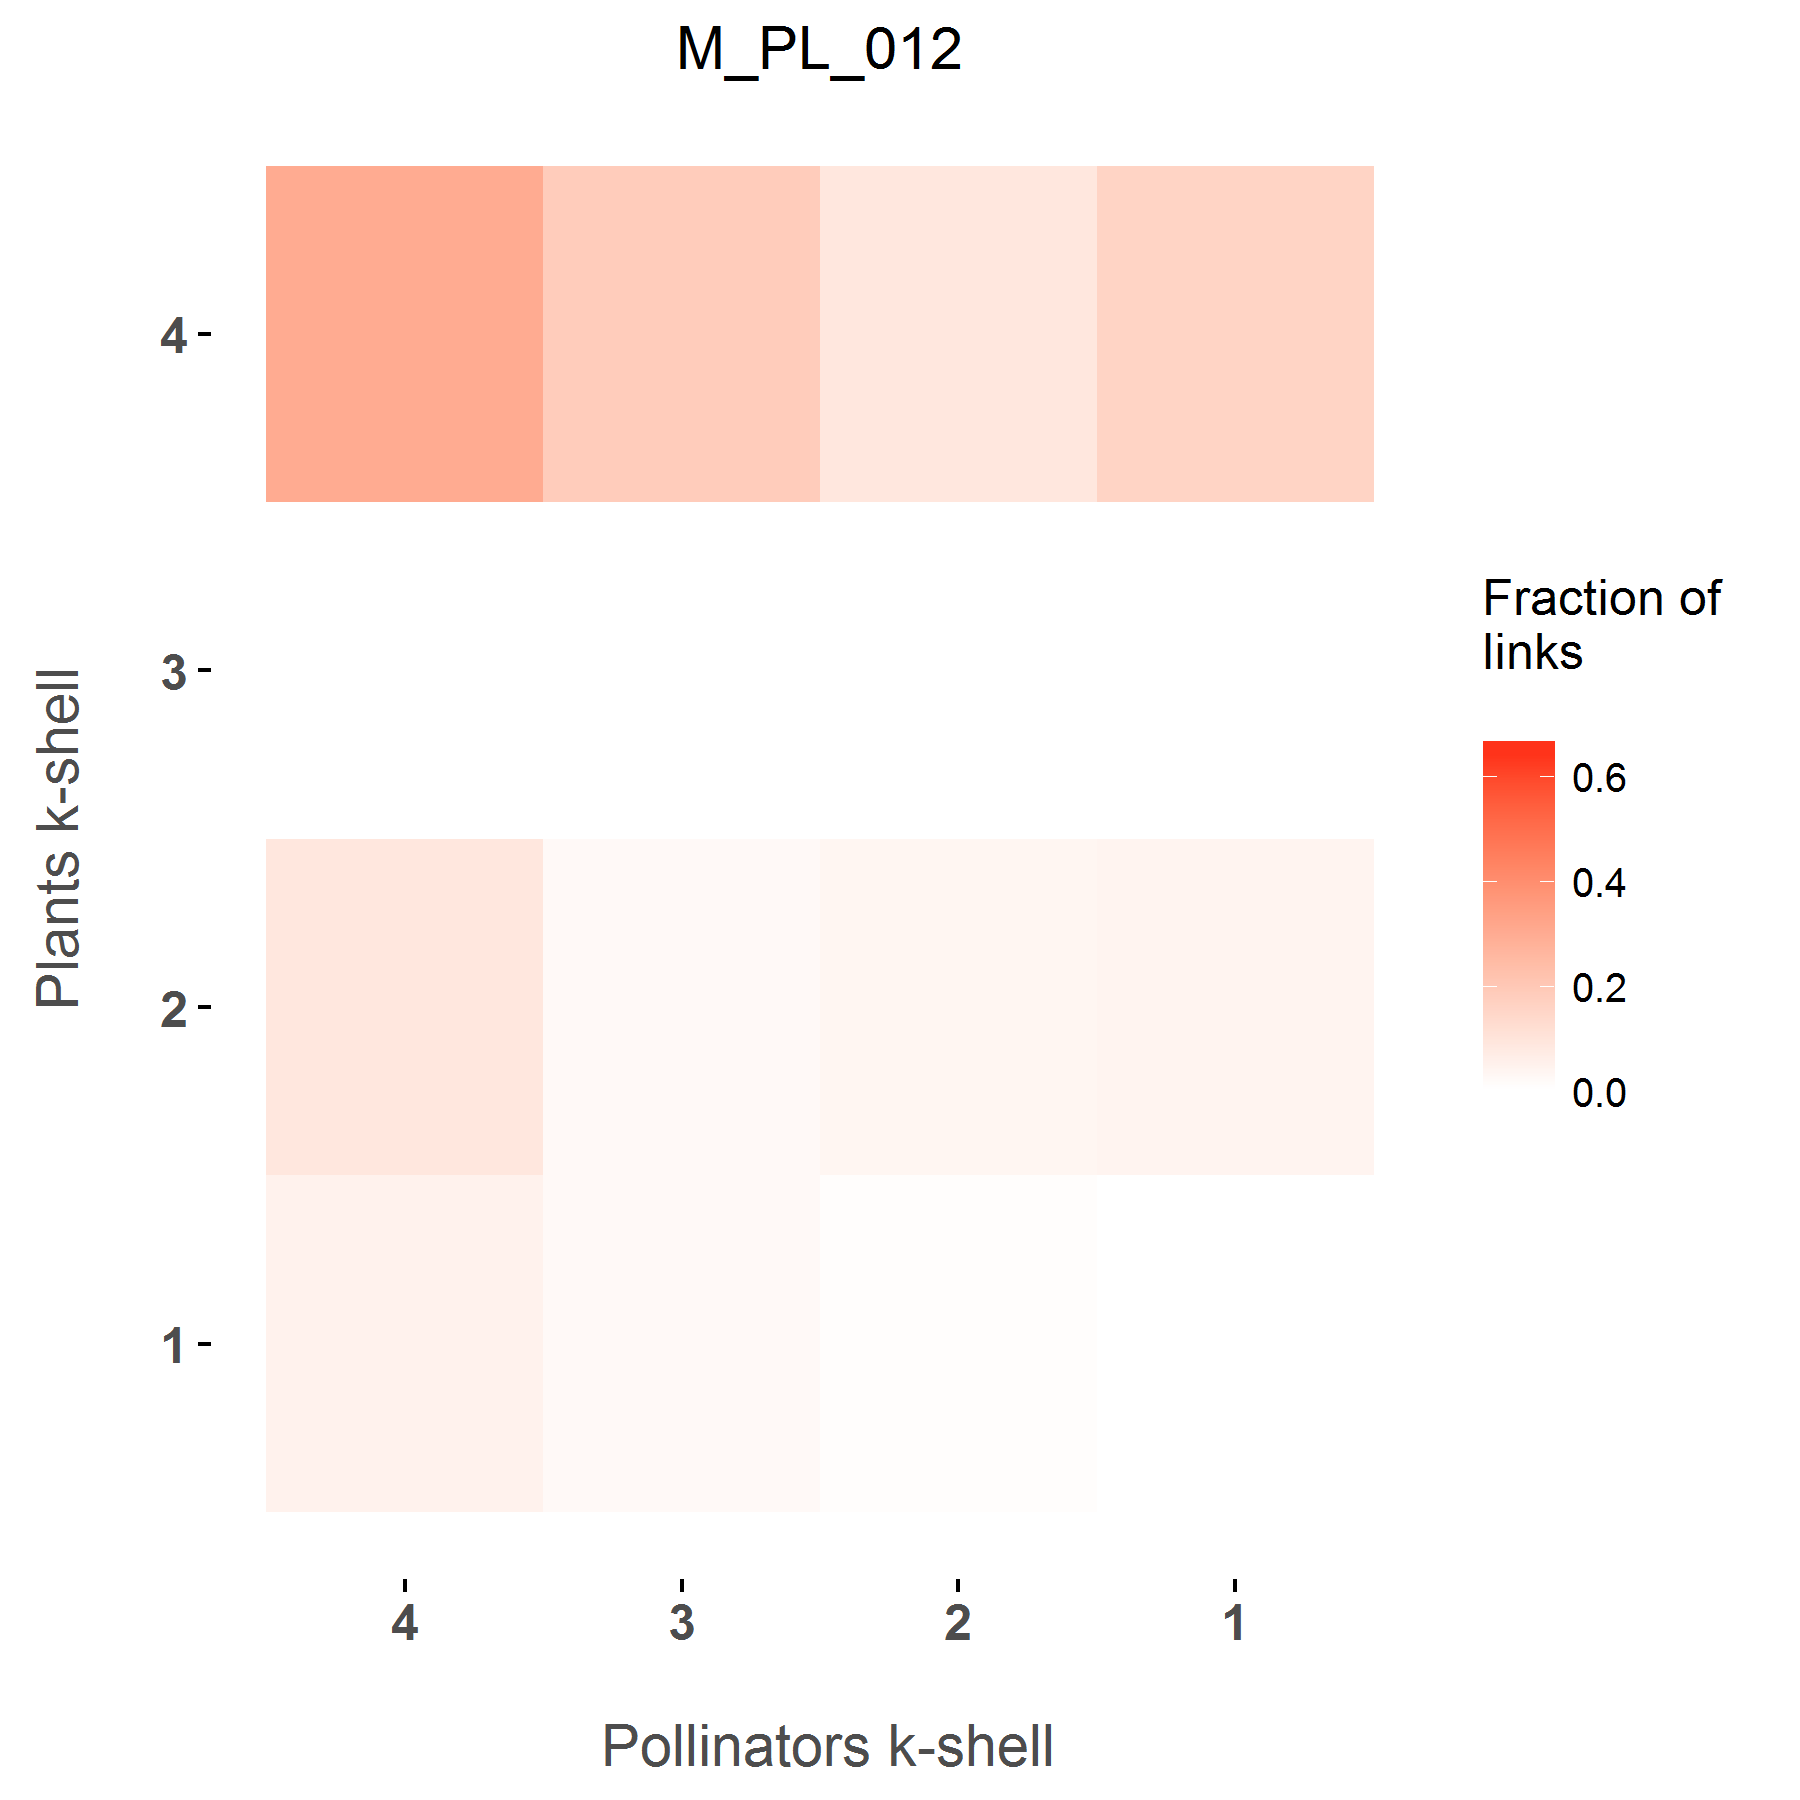 M_PL_012
Plants k-shell
4
3
2
1
4 3 2 1
Pollinators k-shell
Fraction of
links
0.6
0.4
0.2
0.0